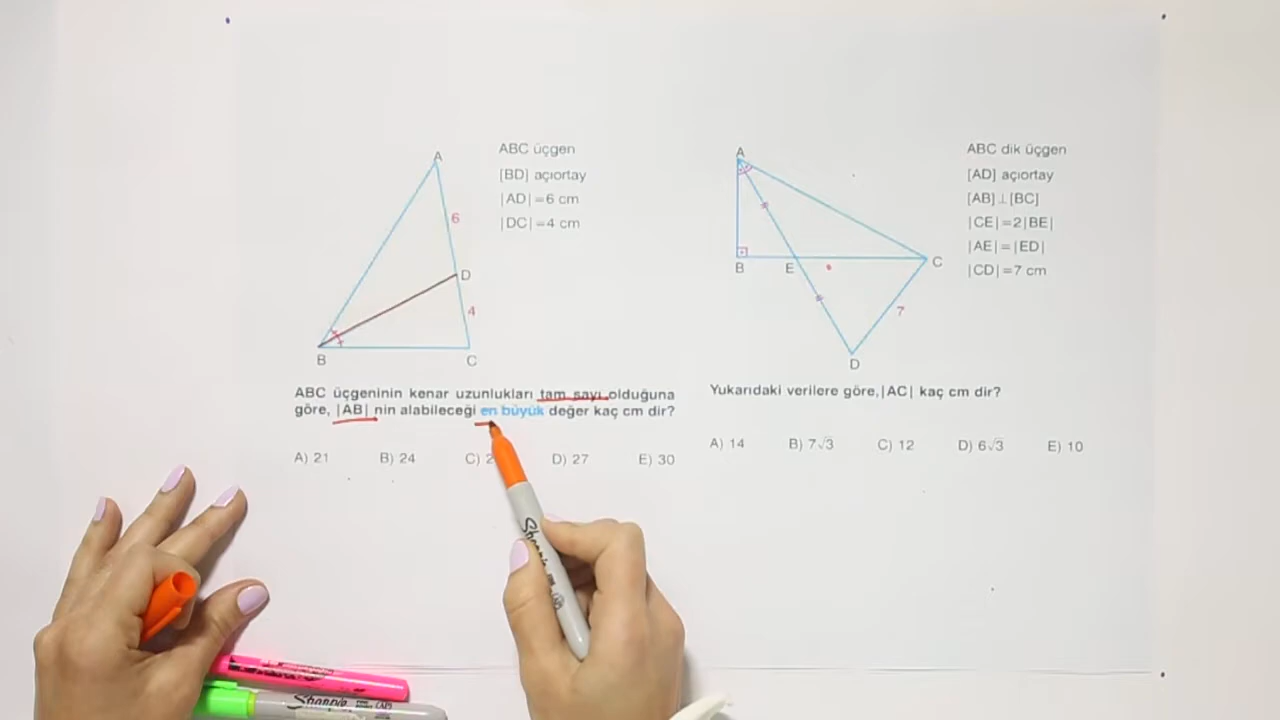 A
6
D
4
B
C
ABC üçgen
[BD] açıortay
|AD|=6 cm
|DC|=4 cm
ABC üçgeninin kenar uzunlukları tam sayı olduğuna
göre, |AB| nin alabileceği en büyük değer kaç cm dir?
A) 21
B) 24
C) 2
D) 27
E) 30
A
B
E
C
7
D
ABC dik üçgen
[AD] açıortay
[AB]⊥[BC]
|CE|=2|BE|
|AE|=|ED|
|CD|=7 cm
Yukarıdaki verilere göre,|AC| kaç cm dir?
A) 14
B) 7√3
C) 12
D) 6√3
E) 10
Sharpie
Sharpie